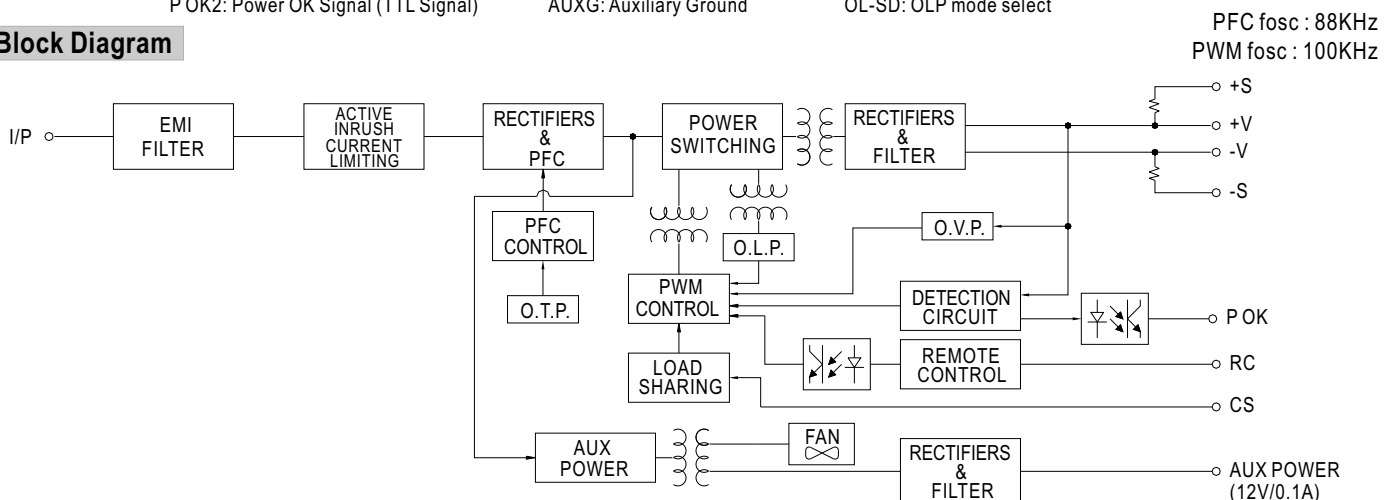 P OK2: Power OK Signal (TTL Signal) AUXG: Auxiliary Ground OL-SD: OLP mode select
PFC fosc : 88KHz
Block Diagram
PWM fosc : 100KHz
+S
I/P
EMI
FILTER
ACTIVE
INRUSH
CURRENT
LIMITING
RECTIFIERS
&
PFC
POWER
SWITCHING
RECTIFIERS
&
FILTER
+V
-V
-S
PFC
CONTROL
O.L.P.
O.V.P.
O.T.P.
PWM
CONTROL
DETECTION
CIRCUIT
P OK
LOAD
SHARING
REMOTE
CONTROL
RC
CS
AUX
POWER
FAN
RECTIFIERS
&
FILTER
AUX POWER
(12V/0.1A)